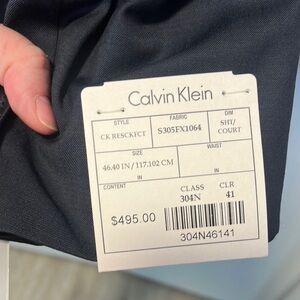 Calvin Klein
STYLE FABRIC DIM
CK RESCKFCT S305FX1064 SHT/
COURT
SIZE WAIST
46.40 IN / 117.102 CM
IN IN
CONTENT
CLASS CLR
304N 41
$495.00
304N46141